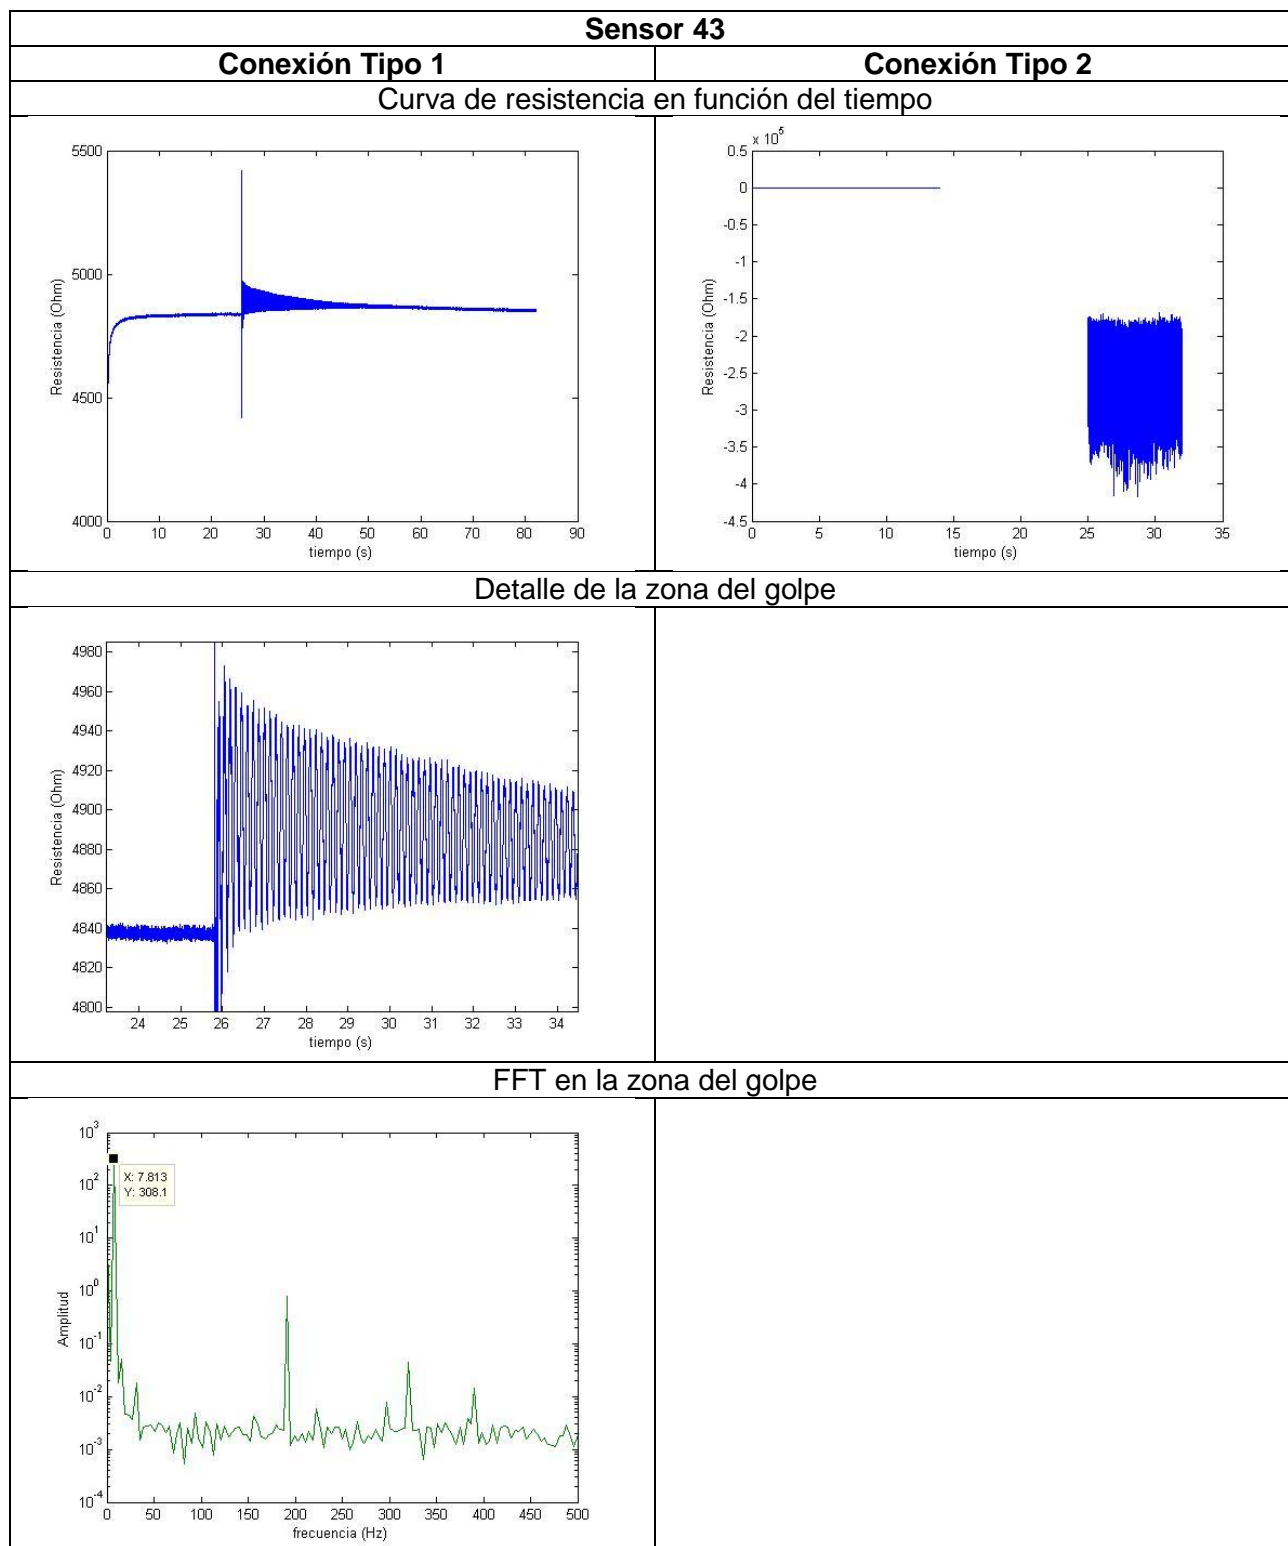 Sensor 43
Conexión Tipo 1
Conexión Tipo 2
Curva de resistencia en función del tiempo
5500
5000
4500
4000
Resistencia (Ohm)
0 10 20 30 40 50 60 70 80 90
tiempo (s)
x 10^5
0.5
0
-0.5
-1
-1.5
-2
-2.5
-3
-3.5
-4
-4.5
Resistencia (Ohm)
0 5 10 15 20 25 30 35
tiempo (s)
Detalle de la zona del golpe
4980
4960
4940
4920
4900
4880
4860
4840
4820
4800
Resistencia (Ohm)
24 25 26 27 28 29 30 31 32 33 34
tiempo (s)
FFT en la zona del golpe
10^3
10^2
10^1
10^0
10^-1
10^-2
10^-3
10^-4
Amplitud
X: 7.813
Y: 308.1
0 50 100 150 200 250 300 350 400 450 500
frecuencia (Hz)